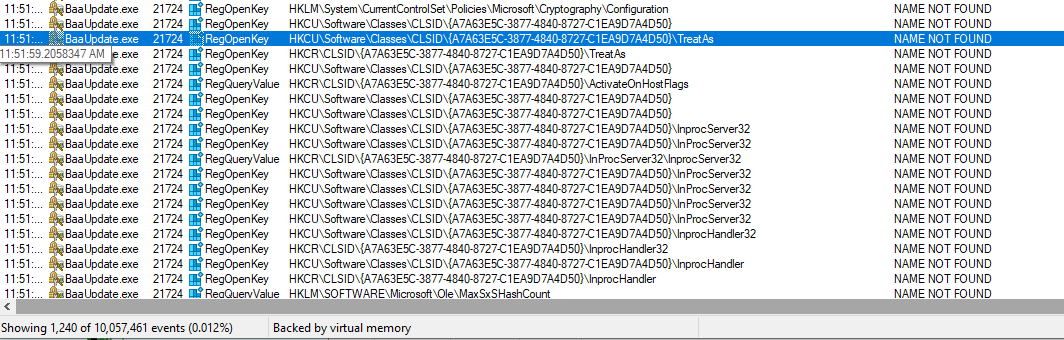 11:51:... BaaUpdate.exe 21724 RegOpenKey HKLM\System\CurrentControlSet\Policies\Microsoft\Cryptography\Configuration NAME NOT FOUND
11:51:... BaaUpdate.exe 21724 RegOpenKey HKCU\Software\Classes\CLSID\{A7A63E5C-3877-4840-8727-C1EA9D7A4D50} NAME NOT FOUND
11:51:... BaaUpdate.exe 21724 RegOpenKey HKCU\Software\Classes\CLSID\{A7A63E5C-3877-4840-8727-C1EA9D7A4D50}\TreatAs NAME NOT FOUND
11:51:59.2058347 AM BaaUpdate.exe 21724 RegOpenKey HKCR\CLSID\{A7A63E5C-3877-4840-8727-C1EA9D7A4D50}\TreatAs NAME NOT FOUND
11:51:... BaaUpdate.exe 21724 RegOpenKey HKCU\Software\Classes\CLSID\{A7A63E5C-3877-4840-8727-C1EA9D7A4D50} NAME NOT FOUND
11:51:... BaaUpdate.exe 21724 RegQueryValue HKCR\CLSID\{A7A63E5C-3877-4840-8727-C1EA9D7A4D50}\ActivateOnHostFlags NAME NOT FOUND
11:51:... BaaUpdate.exe 21724 RegOpenKey HKCU\Software\Classes\CLSID\{A7A63E5C-3877-4840-8727-C1EA9D7A4D50} NAME NOT FOUND
11:51:... BaaUpdate.exe 21724 RegOpenKey HKCU\Software\Classes\CLSID\{A7A63E5C-3877-4840-8727-C1EA9D7A4D50} NAME NOT FOUND
11:51:... BaaUpdate.exe 21724 RegOpenKey HKCU\Software\Classes\CLSID\{A7A63E5C-3877-4840-8727-C1EA9D7A4D50}\InprocServer32 NAME NOT FOUND
11:51:... BaaUpdate.exe 21724 RegOpenKey HKCU\Software\Classes\CLSID\{A7A63E5C-3877-4840-8727-C1EA9D7A4D50}\InProcServer32 NAME NOT FOUND
11:51:... BaaUpdate.exe 21724 RegQueryValue HKCR\CLSID\{A7A63E5C-3877-4840-8727-C1EA9D7A4D50}\InProcServer32\InprocServer32 NAME NOT FOUND
11:51:... BaaUpdate.exe 21724 RegOpenKey HKCU\Software\Classes\CLSID\{A7A63E5C-3877-4840-8727-C1EA9D7A4D50}\InProcServer32 NAME NOT FOUND
11:51:... BaaUpdate.exe 21724 RegOpenKey HKCU\Software\Classes\CLSID\{A7A63E5C-3877-4840-8727-C1EA9D7A4D50}\InProcServer32 NAME NOT FOUND
11:51:... BaaUpdate.exe 21724 RegOpenKey HKCU\Software\Classes\CLSID\{A7A63E5C-3877-4840-8727-C1EA9D7A4D50}\InProcServer32 NAME NOT FOUND
11:51:... BaaUpdate.exe 21724 RegOpenKey HKCU\Software\Classes\CLSID\{A7A63E5C-3877-4840-8727-C1EA9D7A4D50}\InProcServer32 NAME NOT FOUND
11:51:... BaaUpdate.exe 21724 RegOpenKey HKCU\Software\Classes\CLSID\{A7A63E5C-3877-4840-8727-C1EA9D7A4D50}\InprocHandler32 NAME NOT FOUND
11:51:... BaaUpdate.exe 21724 RegOpenKey HKCR\CLSID\{A7A63E5C-3877-4840-8727-C1EA9D7A4D50}\InprocHandler32 NAME NOT FOUND
11:51:... BaaUpdate.exe 21724 RegOpenKey HKCU\Software\Classes\CLSID\{A7A63E5C-3877-4840-8727-C1EA9D7A4D50}\InprocHandler NAME NOT FOUND
11:51:... BaaUpdate.exe 21724 RegOpenKey HKCR\CLSID\{A7A63E5C-3877-4840-8727-C1EA9D7A4D50}\InprocHandler NAME NOT FOUND
11:51:... BaaUpdate.exe 21724 RegQueryValue HKLM\SOFTWARE\Microsoft\Ole\MaxSxSHashCount NAME NOT FOUND
Showing 1,240 of 10,057,461 events (0.012%) Backed by virtual memory